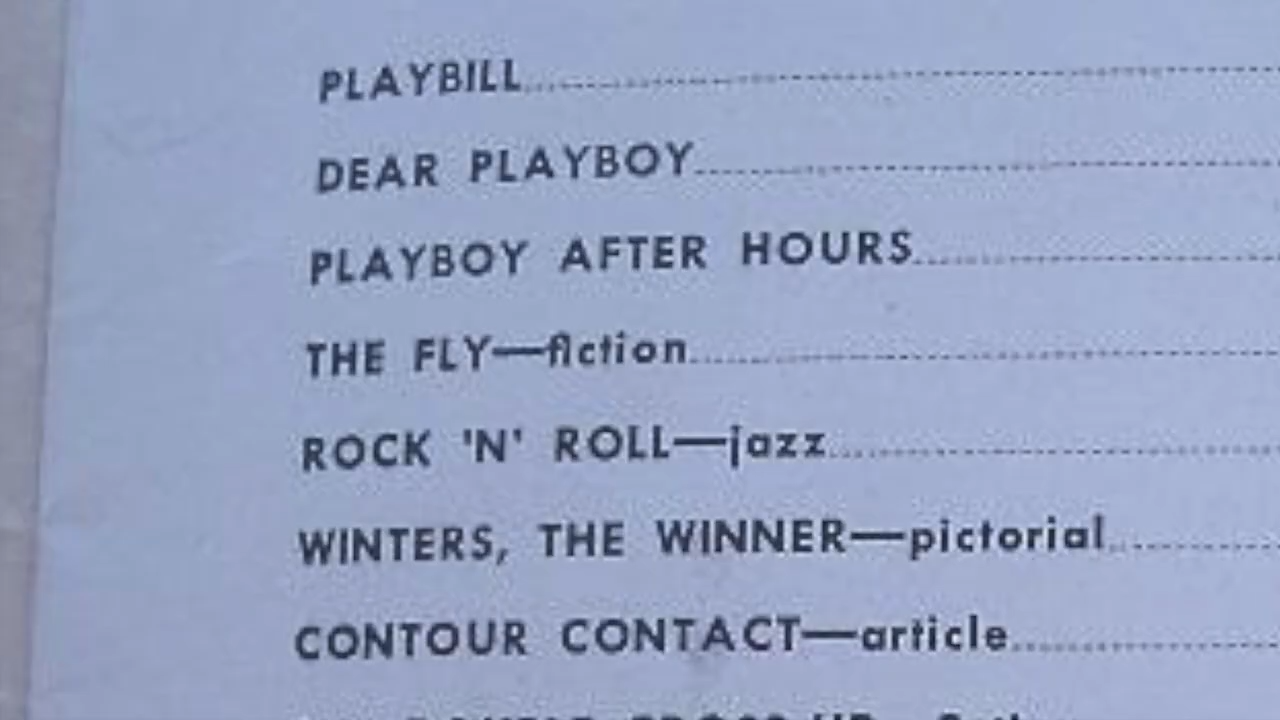 PLAYBILL
DEAR PLAYBOY
PLAYBOY AFTER HOURS
THE FLY—fiction
ROCK 'N' ROLL—jazz
WINTERS, THE WINNER—pictorial
CONTOUR CONTACT—article